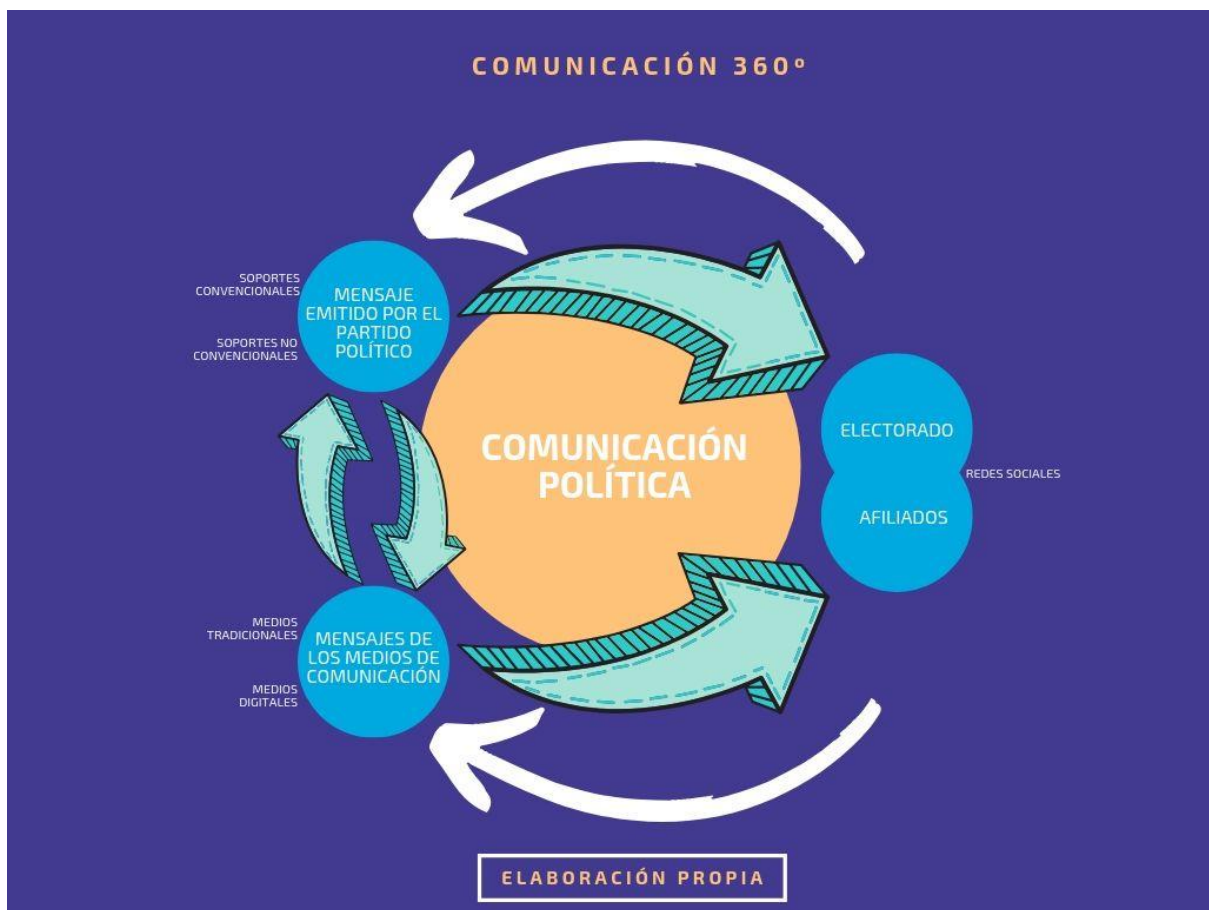 COMUNICACIÓN 360º
SOPORTES
CONVENCIONALES
SOPORTES NO
CONVENCIONALES
MENSAJE
EMITIDO POR EL
PARTIDO
POLÍTICO
COMUNICACIÓN
POLÍTICA
ELECTORADO
REDES SOCIALES
AFILIADOS
MEDIOS
TRADICIONALES
MEDIOS
DIGITALES
MENSAJES DE
LOS MEDIOS DE
COMUNICACIÓN
ELABORACIÓN PROPIA